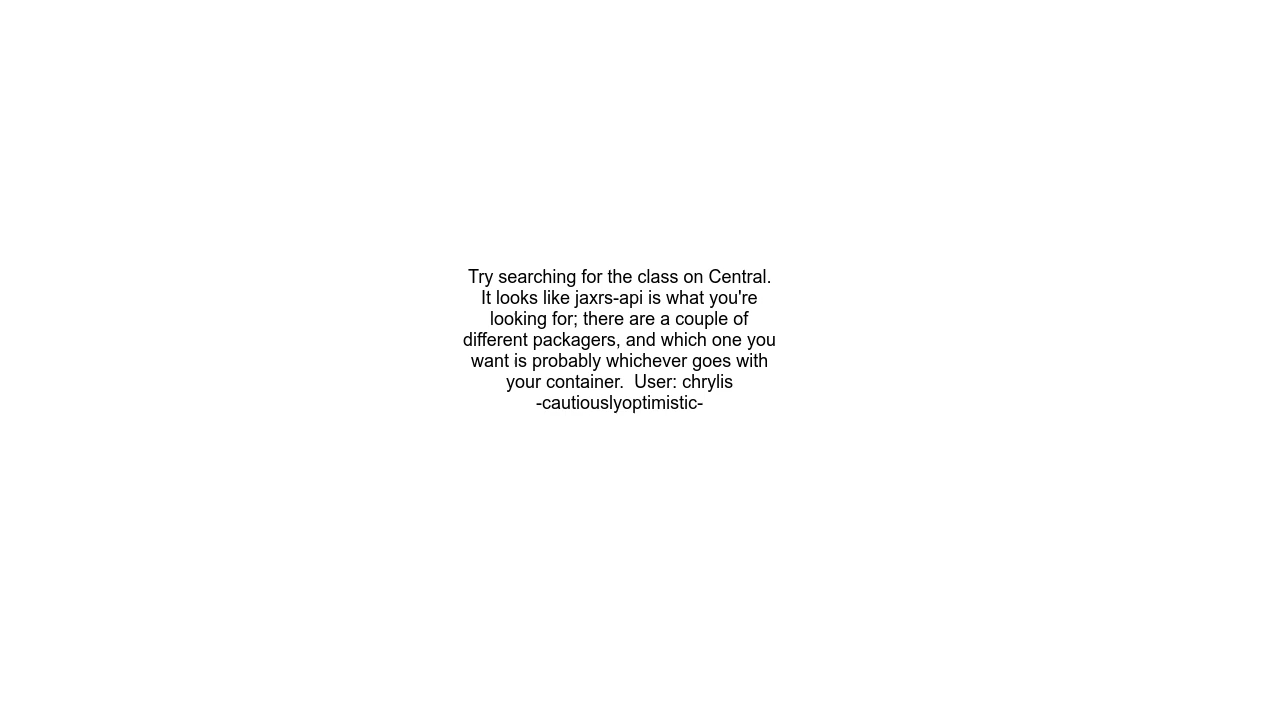 Try searching for the class on Central.
It looks like jaxrs-api is what you're
looking for; there are a couple of
different packagers, and which one you
want is probably whichever goes with
your container.  User: chrylis
-cautiouslyoptimistic-